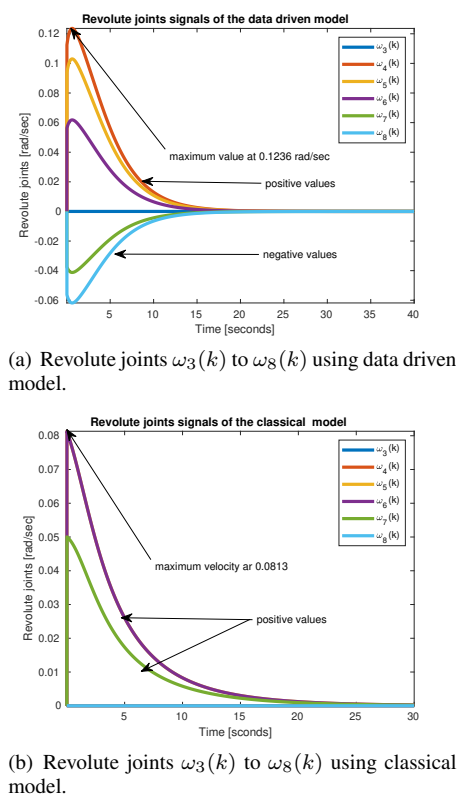 Revolute joints signals of the data driven model
0.12
0.1
0.08
0.06
0.04
0.02
0
-0.02
-0.04
-0.06
Revolute joints [rad/sec]
ω3(k)
ω4(k)
ω5(k)
ω6(k)
ω7(k)
ω8(k)
maximum value at 0.1236 rad/sec
positive values
negative values
5 10 15 20 25 30 35 40
Time [seconds]
(a) Revolute joints ω3(k) to ω8(k) using data driven
model.
Revolute joints signals of the classical model
0.08
0.07
0.06
0.05
0.04
0.03
0.02
0.01
0
Revolute joints [rad/sec]
ω3(k)
ω4(k)
ω5(k)
ω6(k)
ω7(k)
ω8(k)
maximum velocity ar 0.0813
positive values
5 10 15 20 25 30
Time [sconds]
(b) Revolute joints ω3(k) to ω8(k) using classical
model.